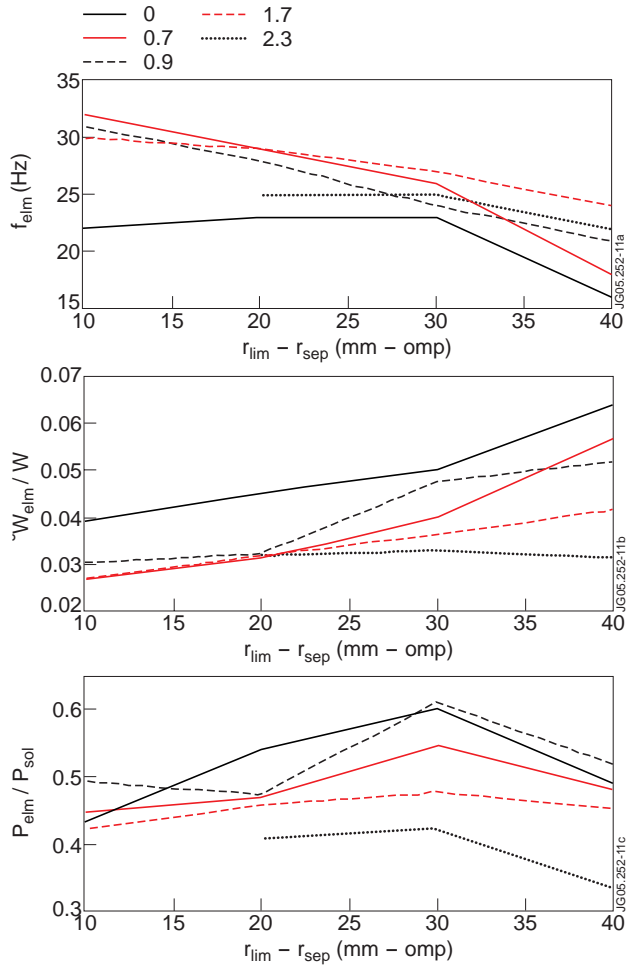 0
1.7
0.7
2.3
0.9
35
30
25
20
15
f_elm (Hz)
10 15 20 25 30 35 40
r_lim – r_sep (mm – omp)
JG05.252-11a
0.07
0.06
0.05
0.04
0.03
0.02
˜W_elm / W
10 15 20 25 30 35 40
r_lim – r_sep (mm – omp)
JG05.252-11b
0.6
0.5
0.4
0.3
P_elm / P_sol
10 15 20 25 30 35 40
r_lim – r_sep (mm – omp)
JG05.252-11c